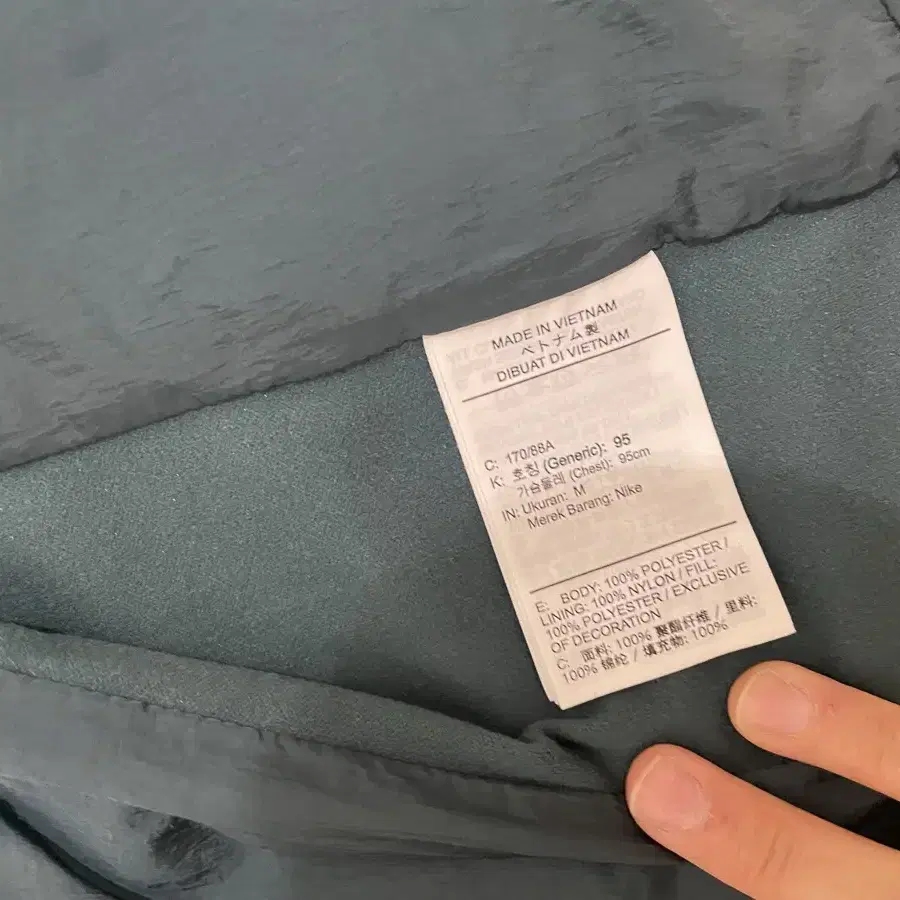 MADE IN VIETNAM
ベトナム製
DIBUAT DI VIETNAM
C: 170/88A
K: 호칭 (Generic): 95
가슴둘레 (Chest): 95cm
IN: Ukuran: M
Merek Barang: Nike
E: BODY: 100% POLYESTER /
LINING: 100% NYLON / FILL:
100% POLYESTER / EXCLUSIVE
OF DECORATION
C: 面料: 100% 聚酯纤维 / 里料:
100% 锦纶 / 填充物: 100%